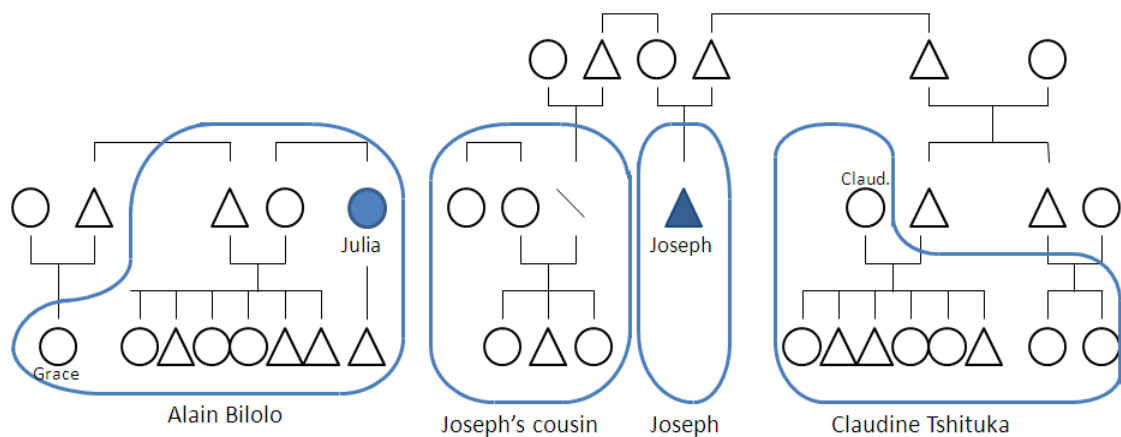 Claud.
Julia
Joseph
Grace
Alain Bilolo
Joseph's cousin
Joseph
Claudine Tshituka